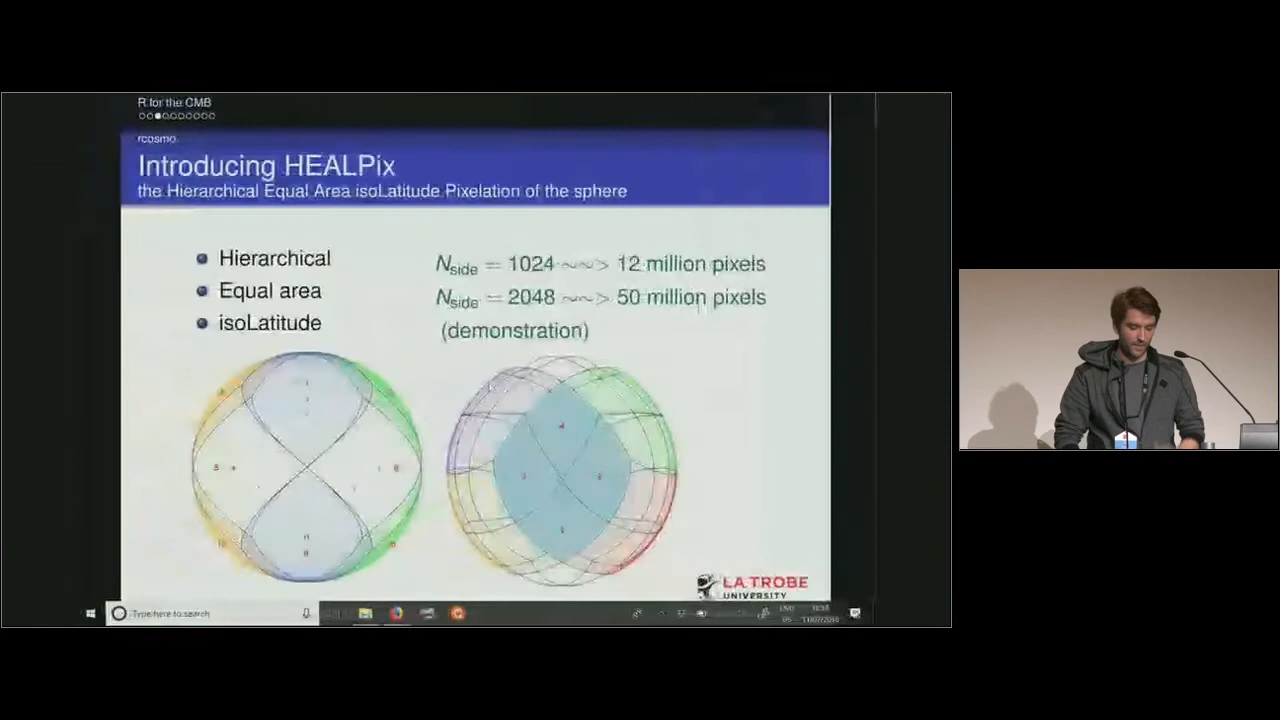 R for the CMB
rcosmo
Introducing HEALPix
the Hierarchical Equal Area isoLatitude Pixelation of the sphere
Hierarchical
Equal area
isoLatitude
Nside = 1024 ~~> 12 million pixels
Nside = 2048 ~~> 50 million pixels
(demonstration)
LA TROBE
UNIVERSITY
Type here to search